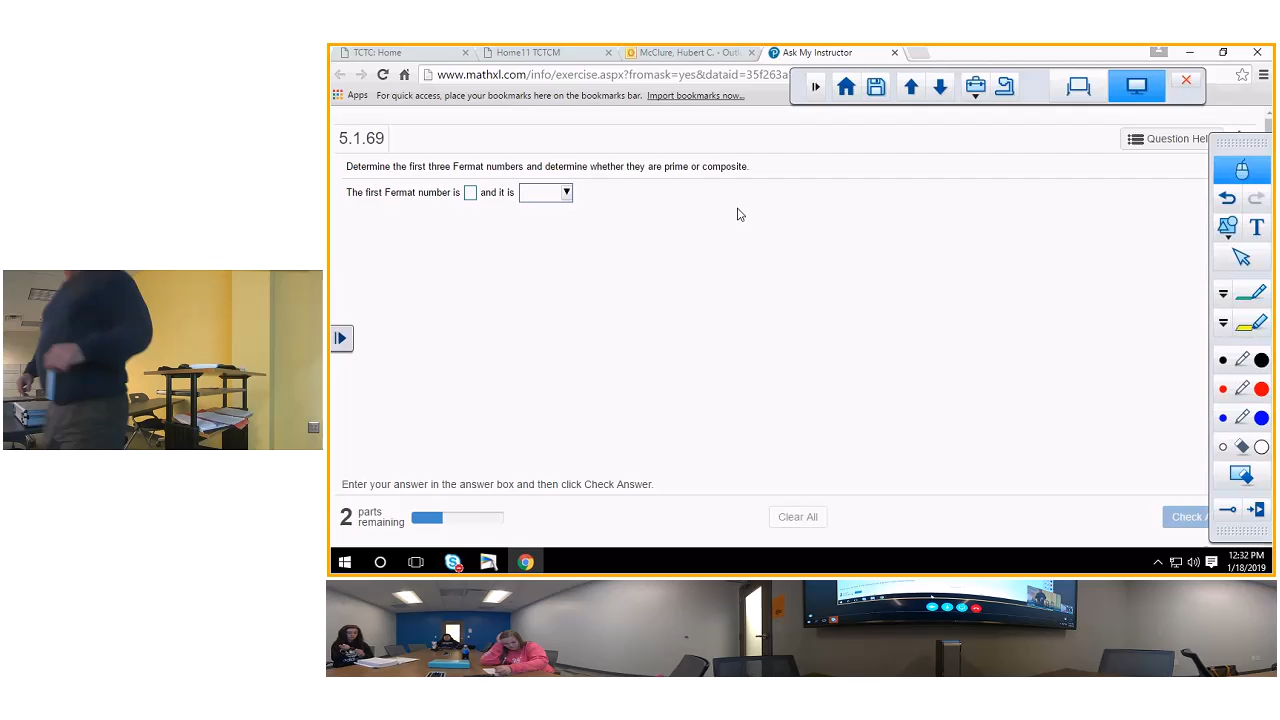 TCTC: Home
Home11 TCTCM
McClure, Hubert C. - Outl
Ask My Instructor
www.mathxl.com/info/exercise.aspx?fromask=yes&dataid=35f263a
Apps
For quick access, place your bookmarks here on the bookmarks bar.
Import bookmarks now...
5.1.69
Question Hel
Determine the first three Fermat numbers and determine whether they are prime or composite.
The first Fermat number is and it is
T
Enter your answer in the answer box and then click Check Answer.
2 parts remaining
Clear All
Check A
12:32 PM
1/18/2019